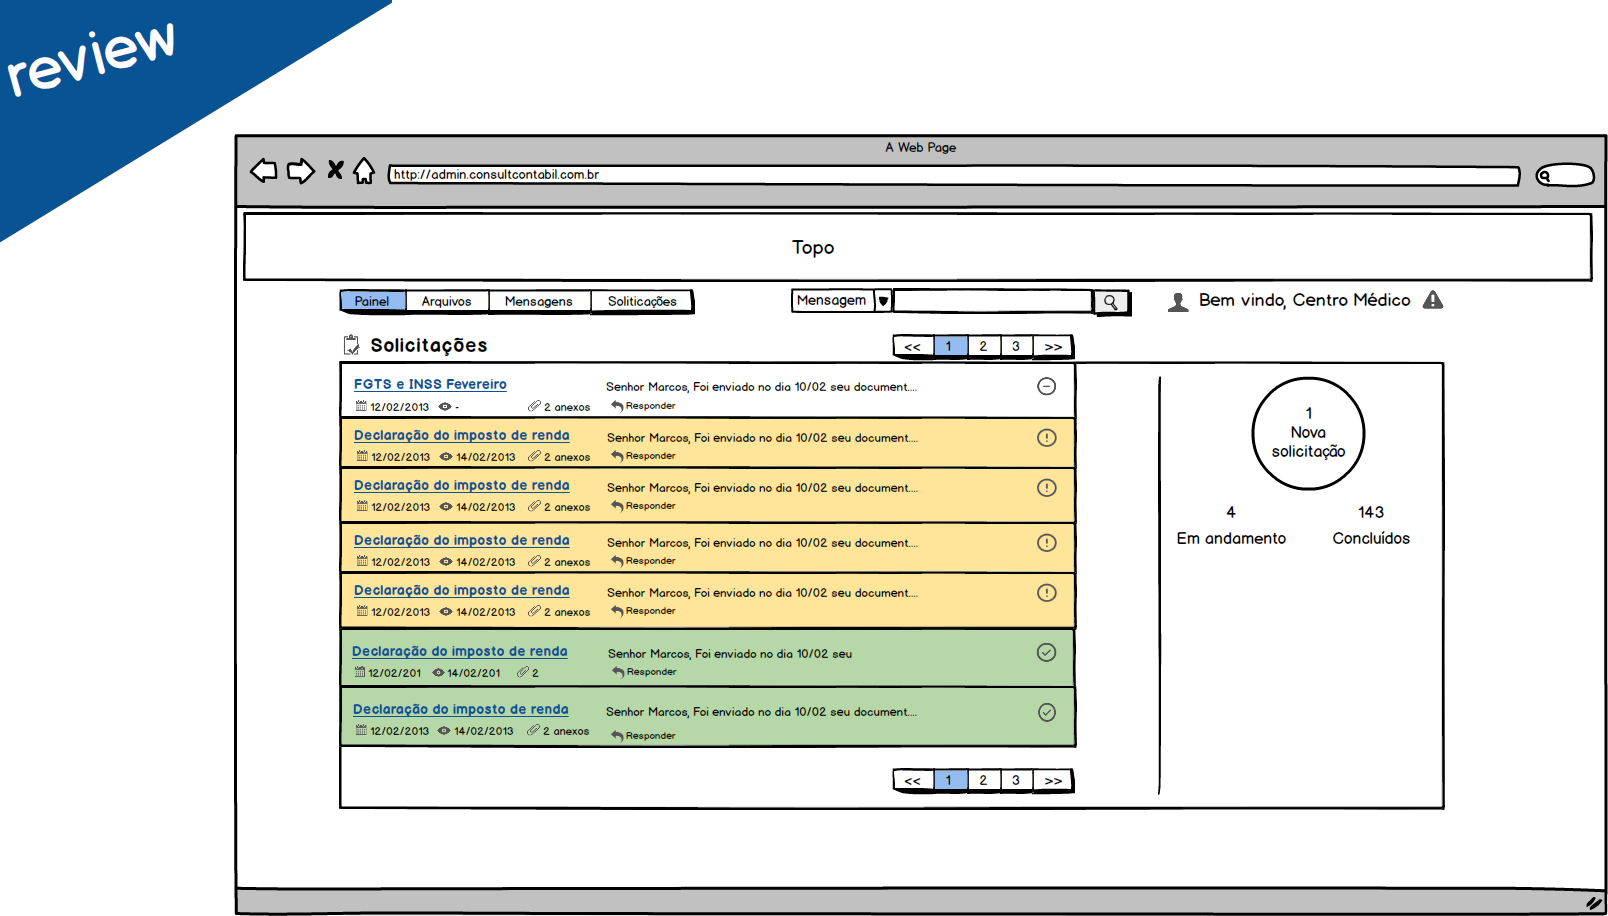 review
A Web Page
http://admin.consultcontabil.com.br
Topo
Painel Arquivos Mensagens Soliticações
Mensagem
Bem vindo, Centro Médico
Solicitações
<< 1 2 3 >>
FGTS e INSS Fevereiro
Senhor Marcos, Foi enviado no dia 10/02 seu document....
12/02/2013 - 2 anexos Responder
Declaração do imposto de renda
Senhor Marcos, Foi enviado no dia 10/02 seu document....
12/02/2013 14/02/2013 2 anexos Responder
Declaração do imposto de renda
Senhor Marcos, Foi enviado no dia 10/02 seu document....
12/02/2013 14/02/2013 2 anexos Responder
Declaração do imposto de renda
Senhor Marcos, Foi enviado no dia 10/02 seu document....
12/02/2013 14/02/2013 2 anexos Responder
Declaração do imposto de renda
Senhor Marcos, Foi enviado no dia 10/02 seu document....
12/02/2013 14/02/2013 2 anexos Responder
Declaração do imposto de renda
Senhor Marcos, Foi enviado no dia 10/02 seu
12/02/201 14/02/201 2 Responder
Declaração do imposto de renda
Senhor Marcos, Foi enviado no dia 10/02 seu document....
12/02/2013 14/02/2013 2 anexos Responder
<< 1 2 3 >>
1
Nova
solicitação
4 143
Em andamento Concluídos